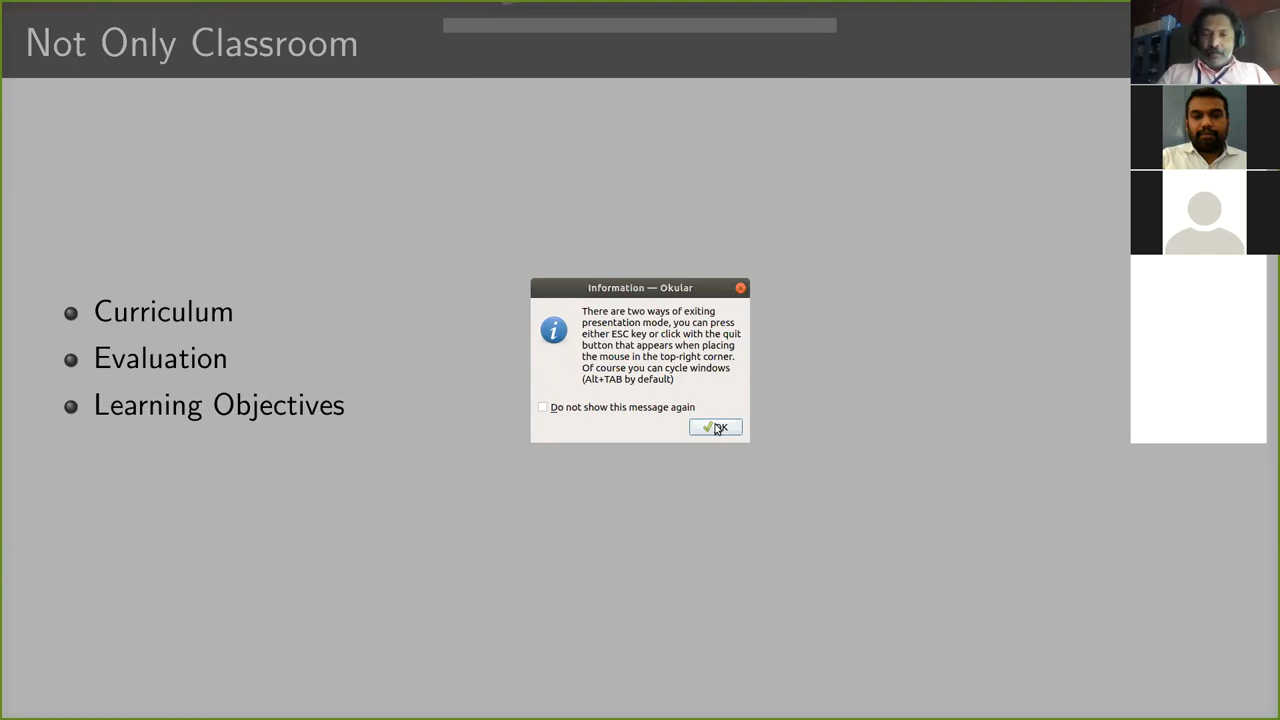 Not Only Classroom
Curriculum
Evaluation
Learning Objectives
Information — Okular
There are two ways of exiting
presentation mode, you can press
either ESC key or click with the quit
button that appears when placing
the mouse in the top-right corner.
Of course you can cycle windows
(Alt+TAB by default)
Do not show this message again
OK